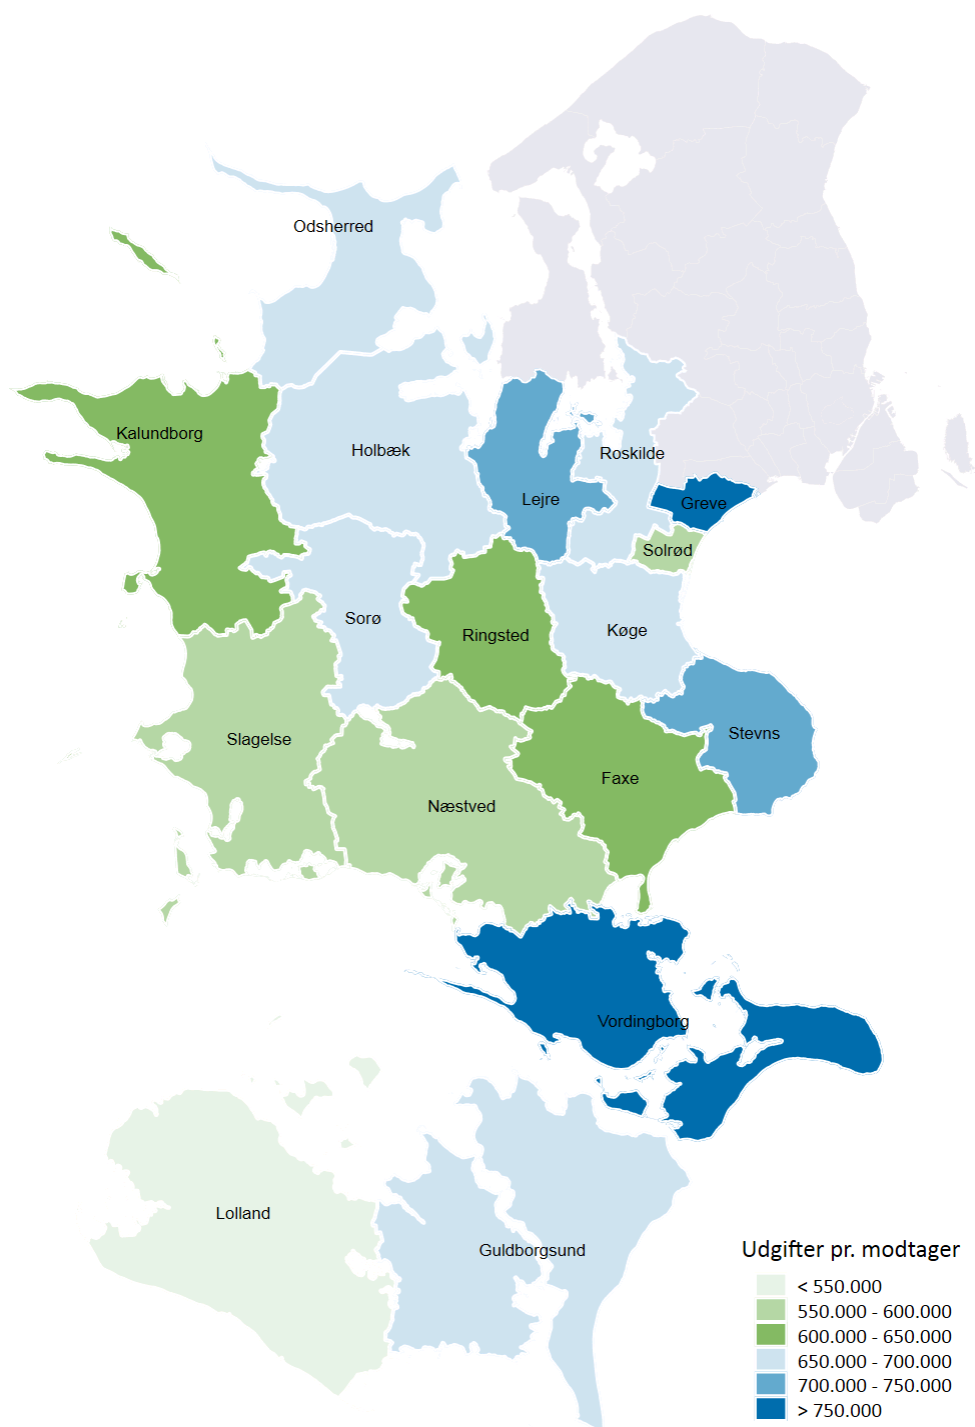 Odsherred
Kalundborg
Holbæk
Roskilde
Lejre
Greve
Solrød
Sorø
Ringsted
Køge
Slagelse
Stevns
Faxe
Næstved
Vordingborg
Lolland
Guldborgsund
Udgifter pr. modtager
< 550.000
550.000 - 600.000
600.000 - 650.000
650.000 - 700.000
700.000 - 750.000
> 750.000